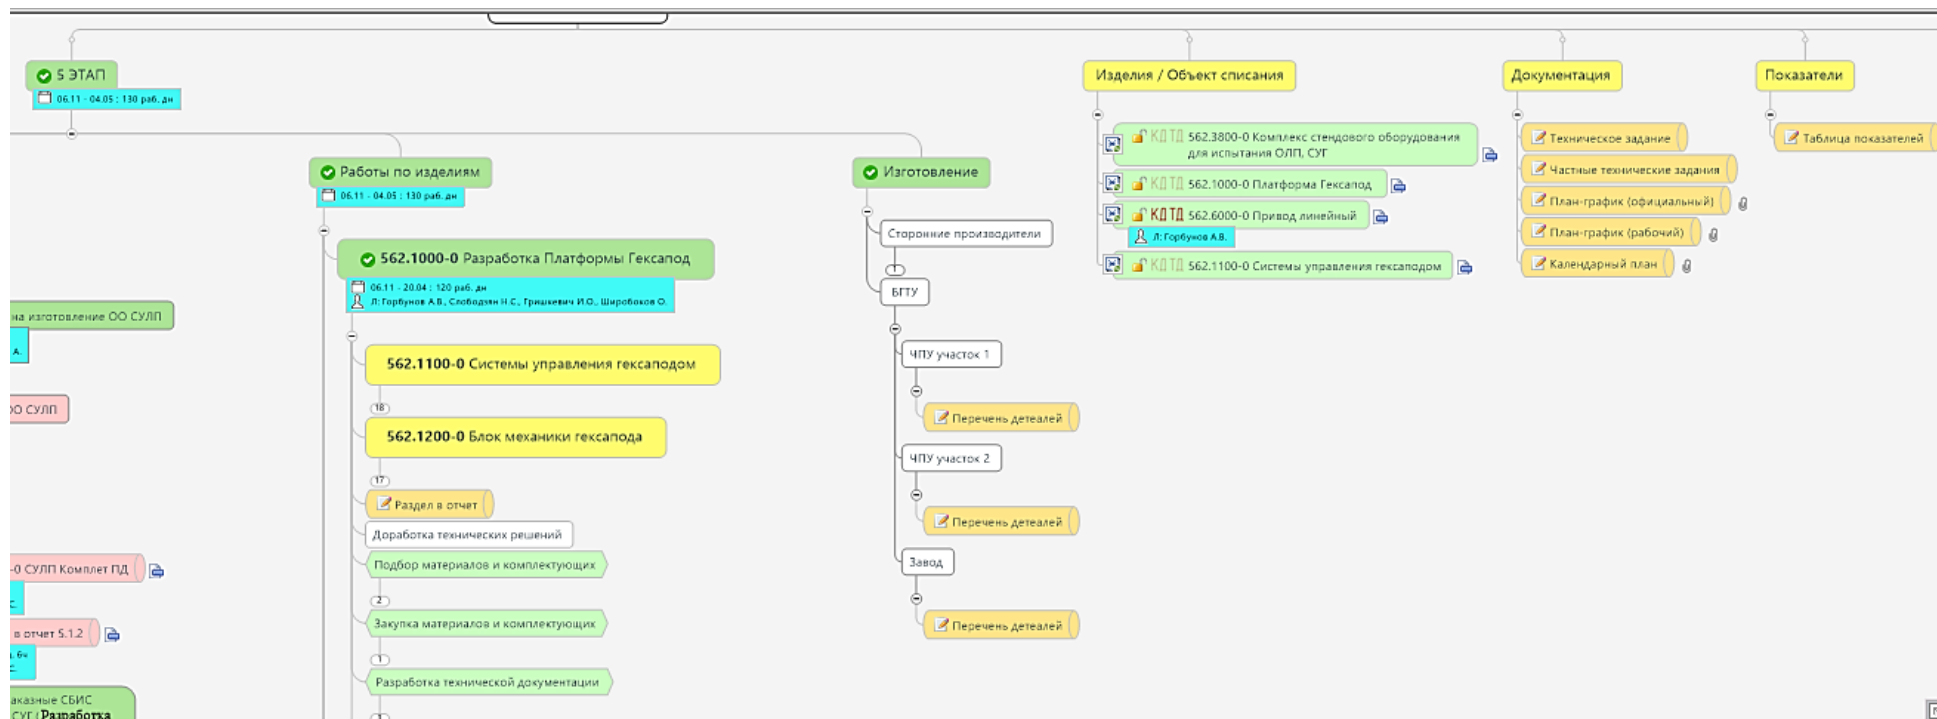 5 ЭТАП
06.11 - 04.05 : 130 раб. дн
на изготовление ОО СУЛП
А.
ОО СУЛП
-0 СУЛП Комплет ПД
С.
в отчет 5.1.2
, 6ч
аказные СБИС
СУГ (Разработка
Работы по изделиям
06.11 - 04.05 : 130 раб. дн
562.1000-0 Разработка Платформы Гексапод
06.11 - 20.04 : 120 раб. дн
Л: Горбунов А.В., Слободзян Н.С., Гришкевич И.О., Широбоков О.
562.1100-0 Системы управления гексаподом
18
562.1200-0 Блок механики гексапода
17
Раздел в отчет
Доработка технических решений
Подбор материалов и комплектующих
2
Закупка материалов и комплектующих
1
Разработка технической документации
Изготовление
Сторонние производители
1
БГТУ
ЧПУ участок 1
Перечень детеалей
ЧПУ участок 2
Перечень детеалей
Завод
Перечень детеалей
Изделия / Объект списания
КД ТД 562.3800-0 Комплекс стендового оборудования
для испытания ОЛП, СУГ
КД ТД 562.1000-0 Платформа Гексапод
КД ТД 562.6000-0 Привод линейный
Л: Горбунов А.В.
КД ТД 562.1100-0 Системы управления гексаподом
Документация
Техническое задание
Частные технические задания
План-график (официальный)
План-график (рабочий)
Календарный план
Показатели
Таблица показателей